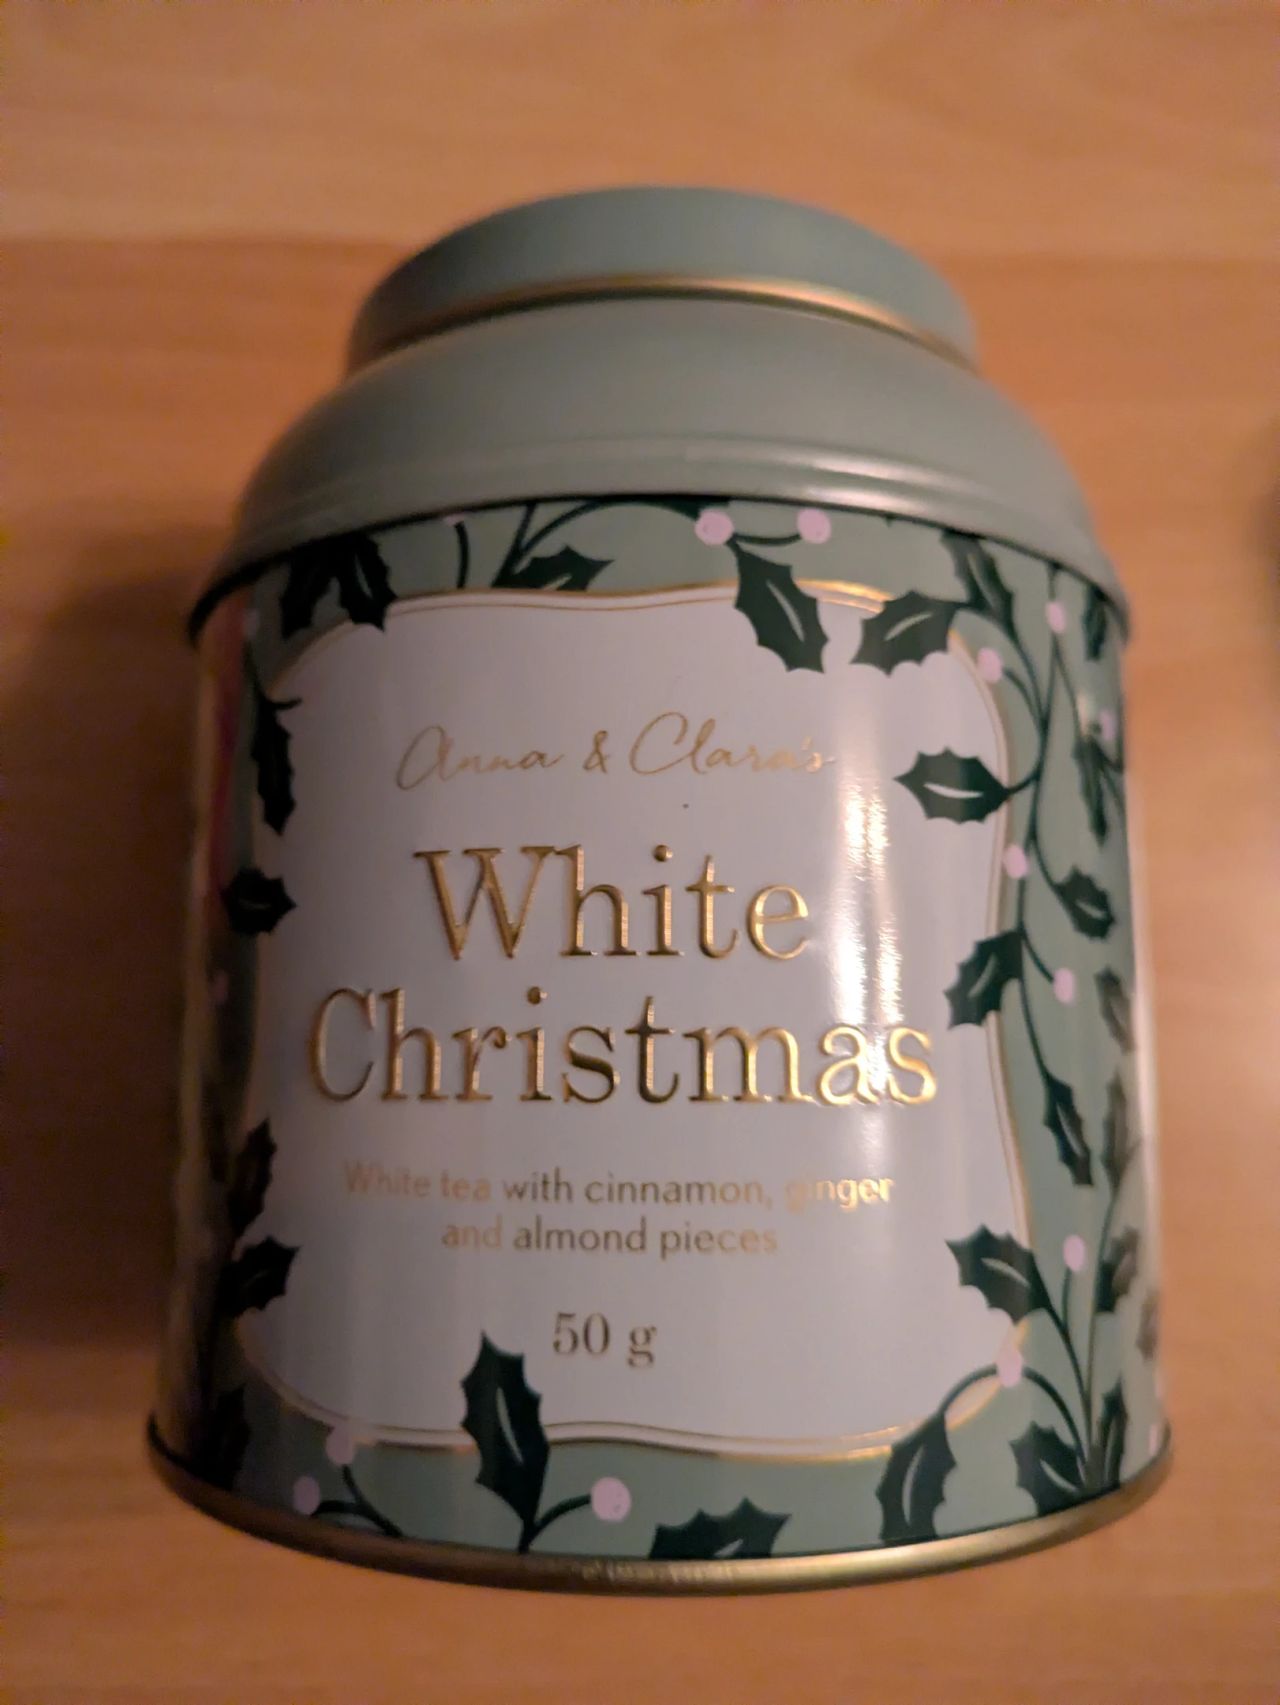 Anna & Clara's
White
Christmas
White tea with cinnamon, ginger
and almond pieces
50 g